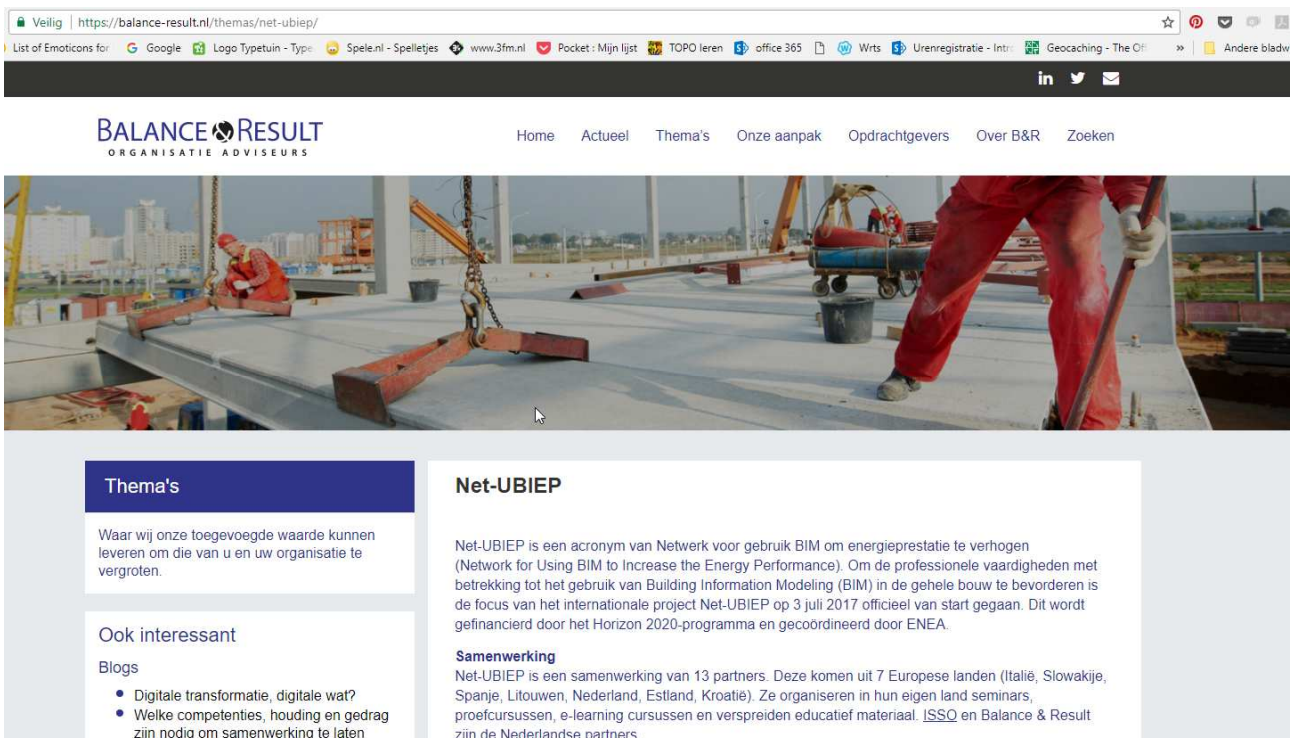 Veilig | https://balance-result.nl/themas/net-ubiep/
List of Emoticons for Google Logo Typetuin - Type Spele.nl - Spelletjes www.3fm.nl Pocket : Mijn lijst TOPO leren office 365 Wrts Urenregistratie - Intr Geocaching - The Of » Andere bladw
in
BALANCE & RESULT
ORGANISATIE ADVISEURS
Home Actueel Thema's Onze aanpak Opdrachtgevers Over B&R Zoeken
Thema's
Waar wij onze toegevoegde waarde kunnen
leveren om die van u en uw organisatie te
vergroten.
Ook interessant
Blogs
• Digitale transformatie, digitale wat?
• Welke competenties, houding en gedrag
zijn nodig om samenwerking te laten
Net-UBIEP
Net-UBIEP is een acronym van Netwerk voor gebruik BIM om energieprestatie te verhogen
(Network for Using BIM to Increase the Energy Performance). Om de professionele vaardigheden met
betrekking tot het gebruik van Building Information Modeling (BIM) in de gehele bouw te bevorderen is
de focus van het internationale project Net-UBIEP op 3 juli 2017 officieel van start gegaan. Dit wordt
gefinancierd door het Horizon 2020-programma en gecoördineerd door ENEA.
Samenwerking
Net-UBIEP is een samenwerking van 13 partners. Deze komen uit 7 Europese landen (Italië, Slowakije,
Spanje, Litouwen, Nederland, Estland, Kroatië). Ze organiseren in hun eigen land seminars,
proefcursussen, e-learning cursussen en verspreiden educatief materiaal. ISSO en Balance & Result
zijn de Nederlandse partners.